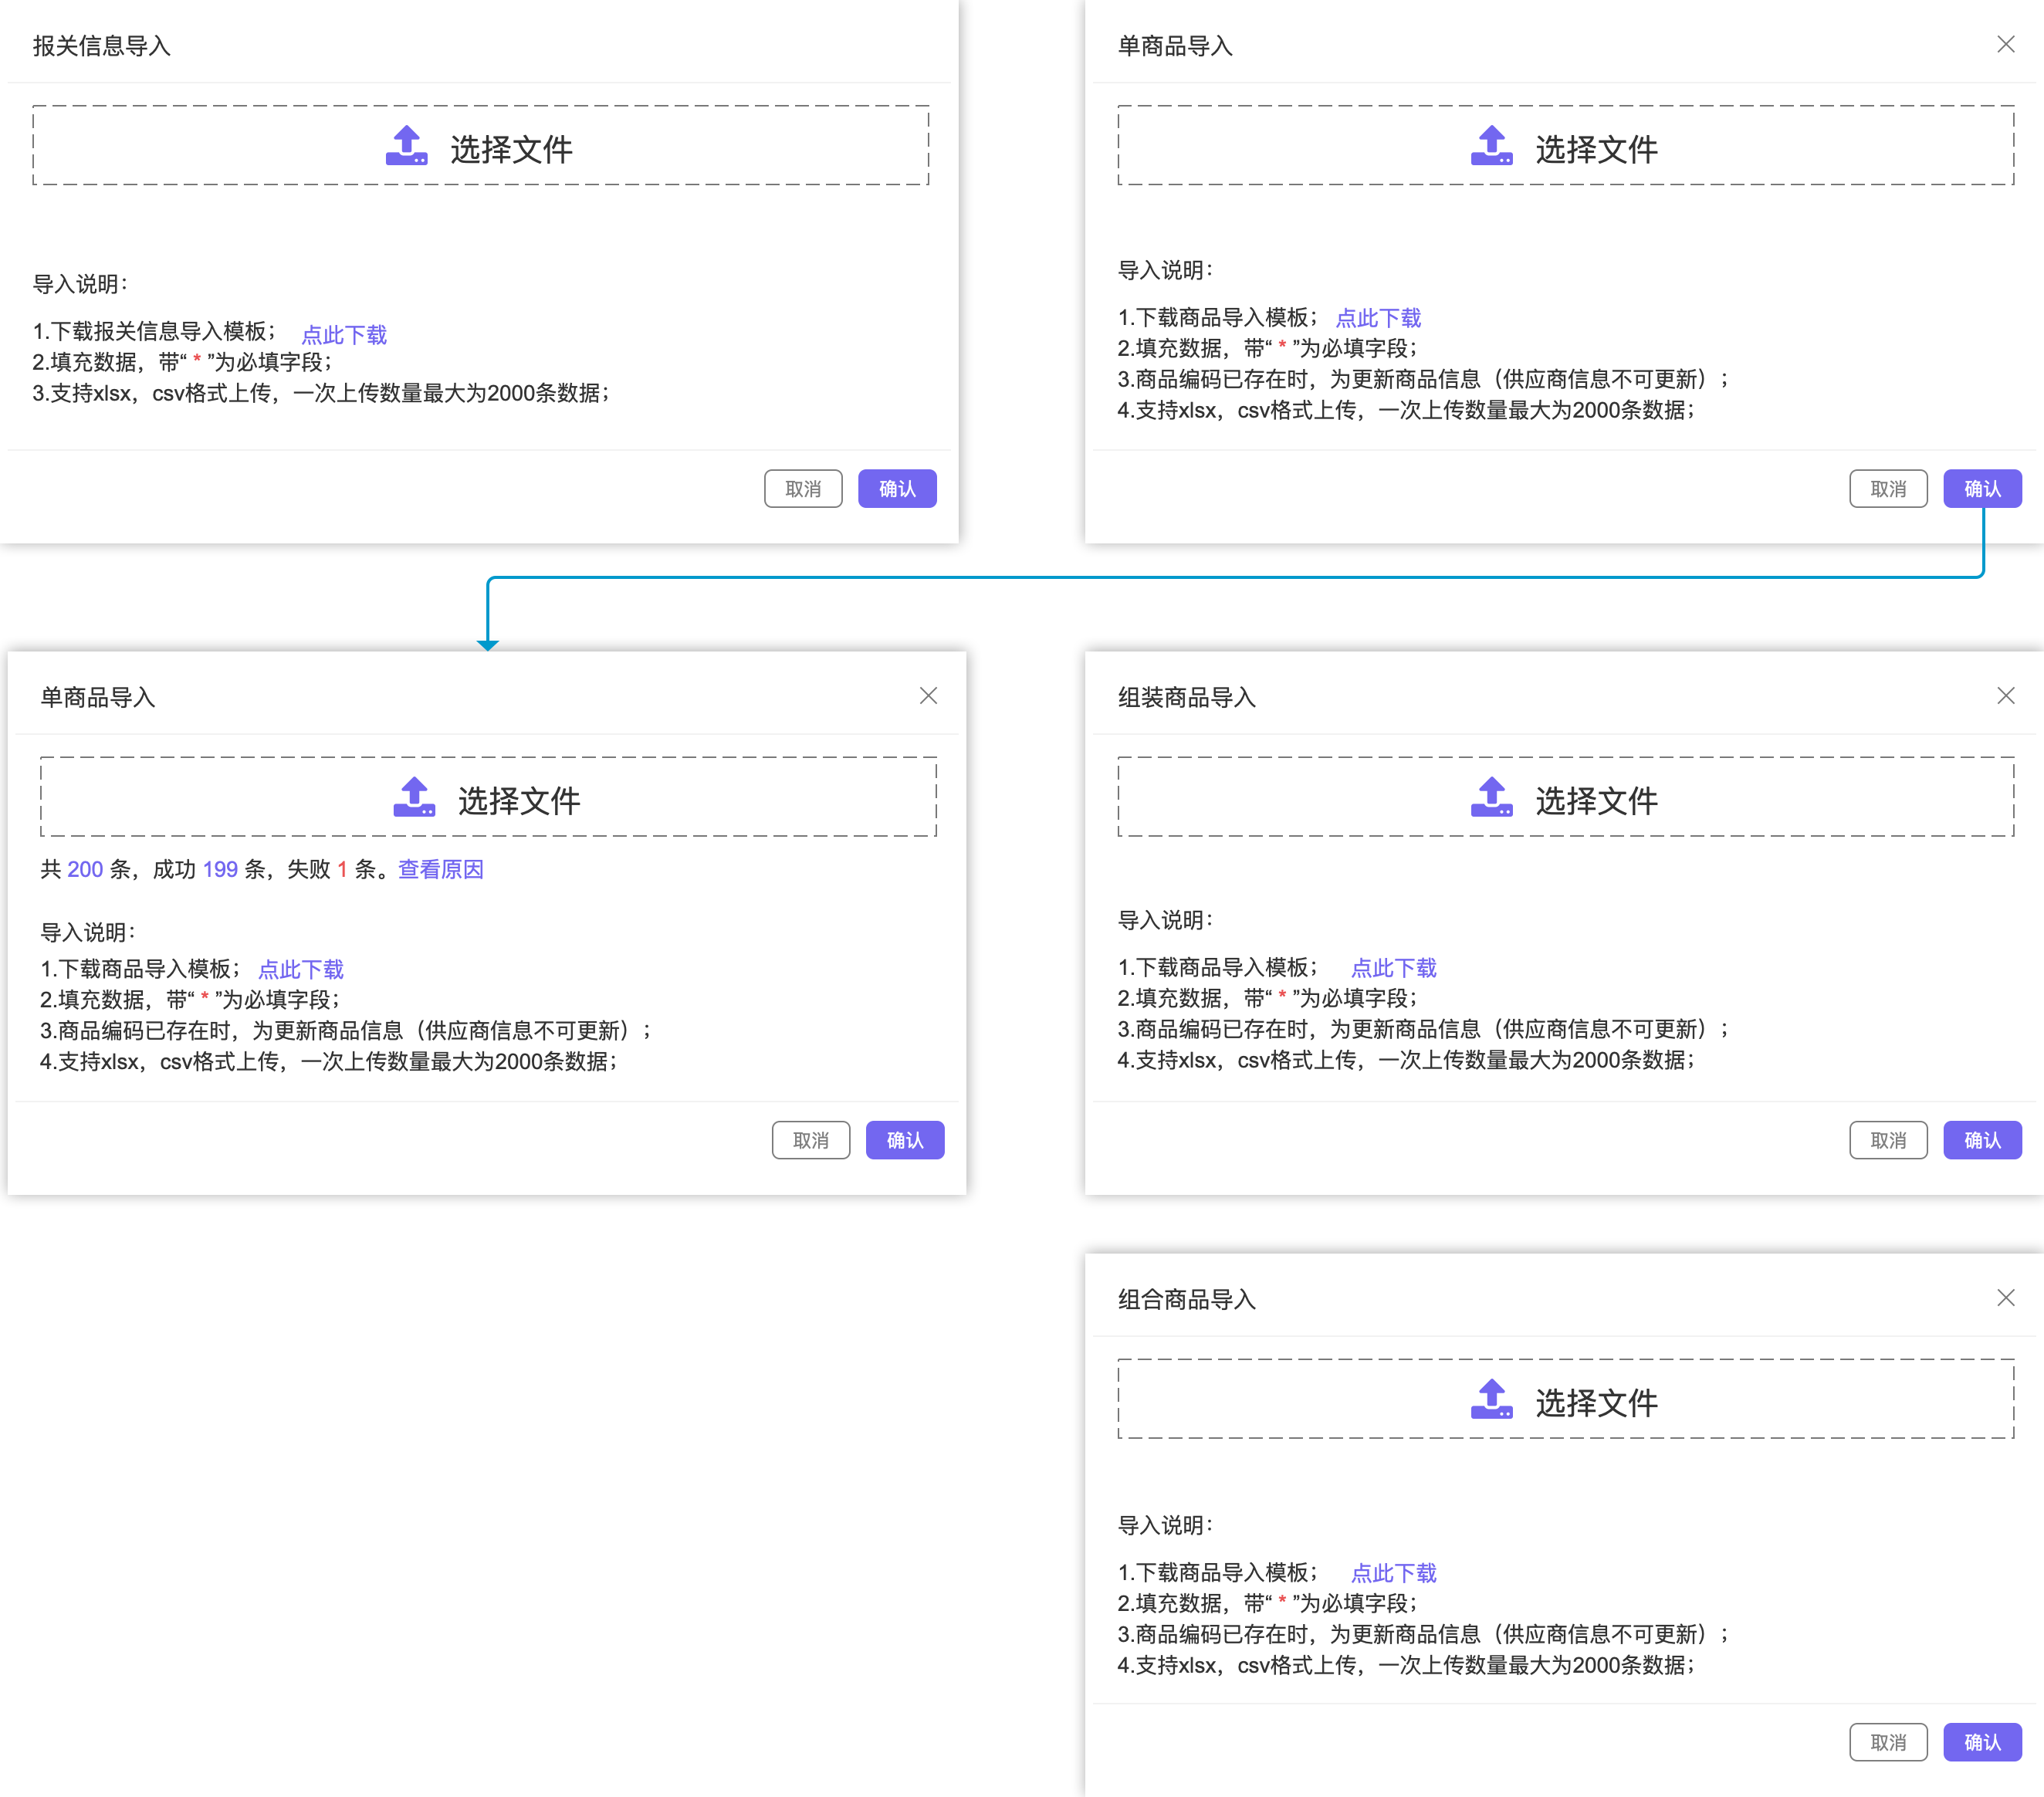 报关信息导入
选择文件
导入说明：
1.下载报关信息导入模板； 点此下载
2.填充数据，带“ * ”为必填字段；
3.支持xlsx，csv格式上传，一次上传数量最大为2000条数据；
取消 确认
单商品导入
选择文件
导入说明：
1.下载商品导入模板； 点此下载
2.填充数据，带“ * ”为必填字段；
3.商品编码已存在时，为更新商品信息（供应商信息不可更新）；
4.支持xlsx，csv格式上传，一次上传数量最大为2000条数据；
取消 确认
单商品导入
选择文件
共 200 条，成功 199 条，失败 1 条。查看原因
导入说明：
1.下载商品导入模板； 点此下载
2.填充数据，带“ * ”为必填字段；
3.商品编码已存在时，为更新商品信息（供应商信息不可更新）；
4.支持xlsx，csv格式上传，一次上传数量最大为2000条数据；
取消 确认
组装商品导入
选择文件
导入说明：
1.下载商品导入模板； 点此下载
2.填充数据，带“ * ”为必填字段；
3.商品编码已存在时，为更新商品信息（供应商信息不可更新）；
4.支持xlsx，csv格式上传，一次上传数量最大为2000条数据；
取消 确认
组合商品导入
选择文件
导入说明：
1.下载商品导入模板； 点此下载
2.填充数据，带“ * ”为必填字段；
3.商品编码已存在时，为更新商品信息（供应商信息不可更新）；
4.支持xlsx，csv格式上传，一次上传数量最大为2000条数据；
取消 确认